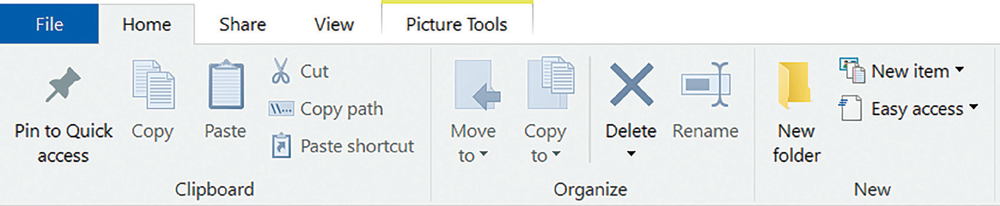 File
Home
Share
View
Picture Tools
Pin to Quick
access
Copy
Paste
Cut
Copy path
Paste shortcut
Clipboard
Move
to
Copy
to
Delete
Rename
Organize
New
folder
New item
Easy access
New